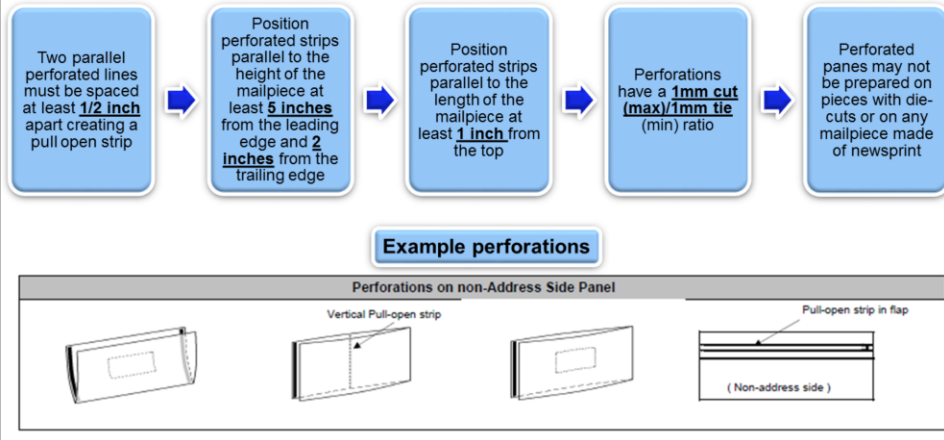 Two parallel
perforated lines
must be spaced
at least 1/2 inch
apart creating a
pull open strip
Position
perforated strips
parallel to the
height of the
mailpiece at
least 5 inches
from the leading
edge and 2
inches from the
trailing edge
Position
perforated strips
parallel to the
length of the
mailpiece at
least 1 inch from
the top
Perforations
have a 1mm cut
(max)/1mm tie
(min) ratio
Perforated
panes may not
be prepared on
pieces with die-
cuts or on any
mailpiece made
of newsprint
Example perforations
Perforations on non-Address Side Panel
Vertical Pull-open strip
Pull-open strip in flap
( Non-address side )